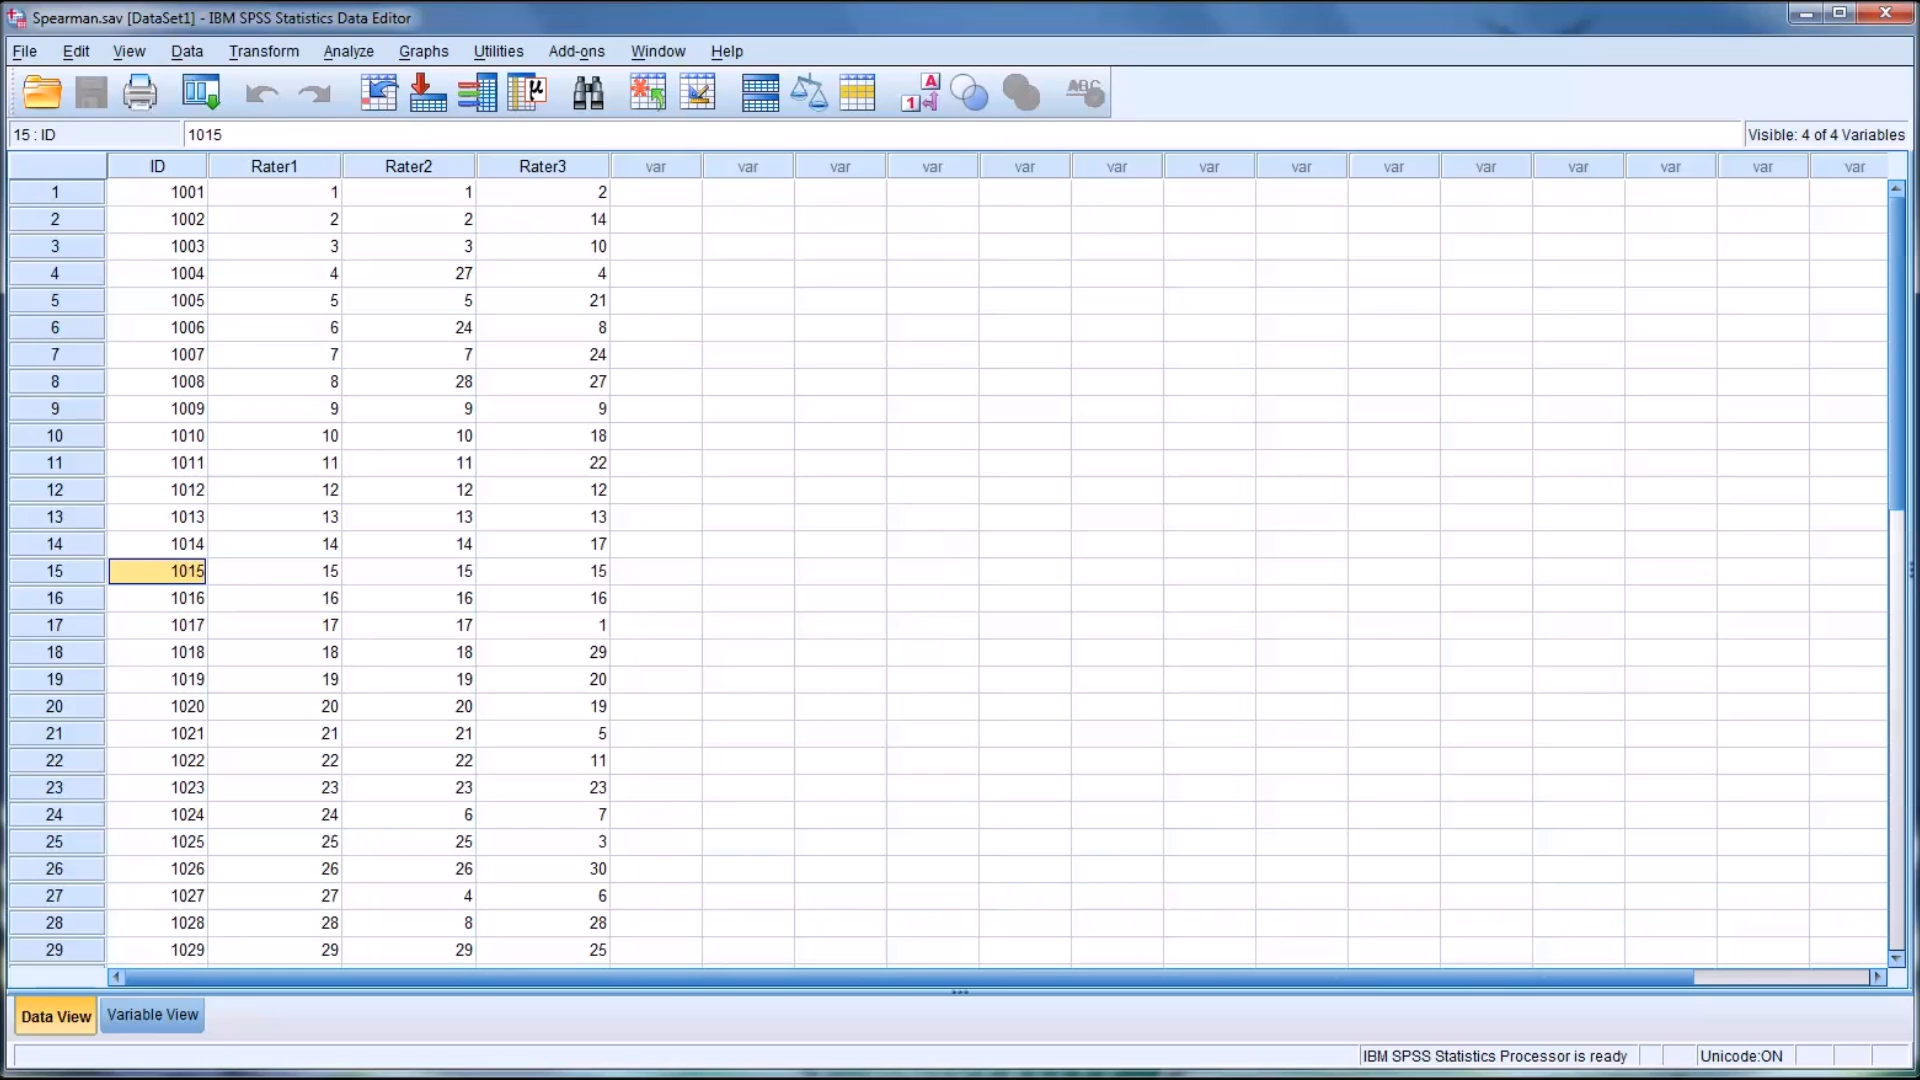 Spearman.sav [DataSet1] - IBM SPSS Statistics Data Editor
File Edit View Data Transform Analyze Graphs Utilities Add-ons Window Help
A
μ
1
ABC
15 : ID 1015 Visible: 4 of 4 Variables
ID Rater1 Rater2 Rater3 var var var var var var var var var var var var var var
1 1001 1 1 2
2 1002 2 2 14
3 1003 3 3 10
4 1004 4 27 4
5 1005 5 5 21
6 1006 6 24 8
7 1007 7 7 24
8 1008 8 28 27
9 1009 9 9 9
10 1010 10 10 18
11 1011 11 11 22
12 1012 12 12 12
13 1013 13 13 13
14 1014 14 14 17
15 1015 15 15 15
16 1016 16 16 16
17 1017 17 17 1
18 1018 18 18 29
19 1019 19 19 20
20 1020 20 20 19
21 1021 21 21 5
22 1022 22 22 11
23 1023 23 23 23
24 1024 24 6 7
25 1025 25 25 3
26 1026 26 26 30
27 1027 27 4 6
28 1028 28 8 28
29 1029 29 29 25
Data View Variable View
IBM SPSS Statistics Processor is ready Unicode:ON